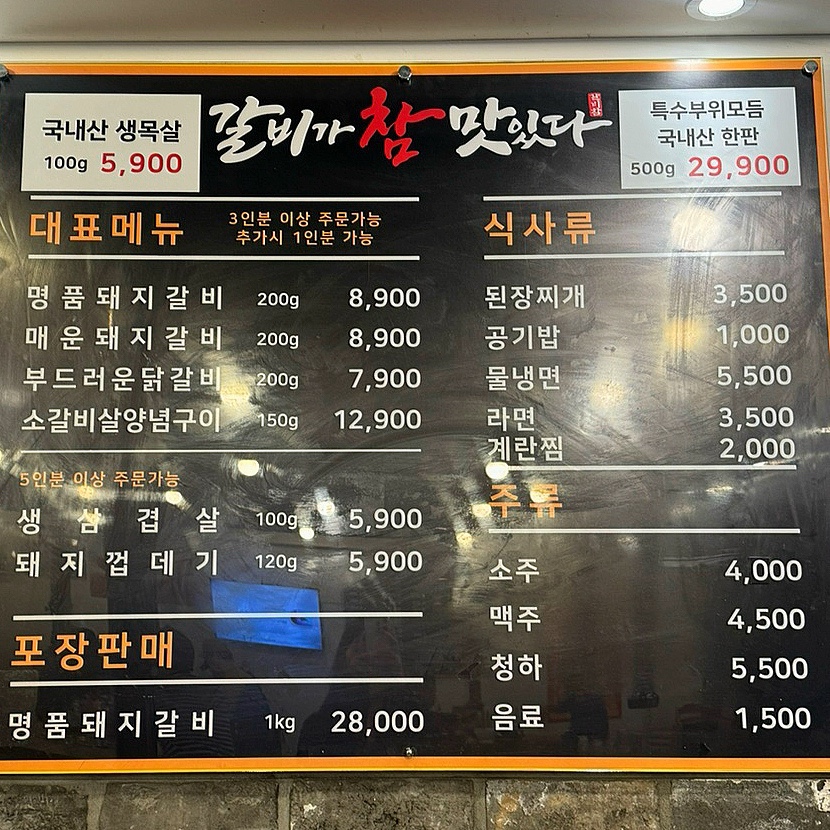 국내산 생목살
100g 5,900
갈비가 참 맛있다
특수부위모듬
국내산 한판
500g 29,900
대표메뉴
3인분 이상 주문가능
추가시 1인분 가능
명품돼지갈비 200g 8,900
매운돼지갈비 200g 8,900
부드러운닭갈비 200g 7,900
소갈비살양념구이 150g 12,900
5인분 이상 주문가능
생삼겹살 100g 5,900
돼지껍데기 120g 5,900
포장판매
명품돼지갈비 1kg 28,000
식사류
된장찌개 3,500
공기밥 1,000
물냉면 5,500
라면 3,500
계란찜 2,000
주류
소주 4,000
맥주 4,500
청하 5,500
음료 1,500